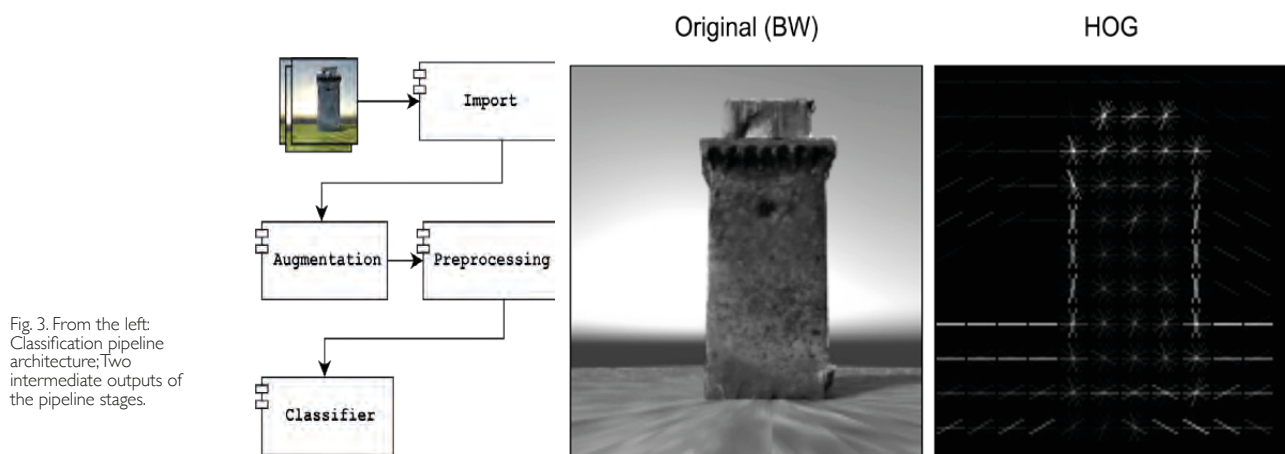 Original (BW)
HOG
Import
Augmentation
Preprocessing
Classifier
Fig. 3. From the left:
Classification pipeline
architecture; Two
intermediate outputs of
the pipeline stages.